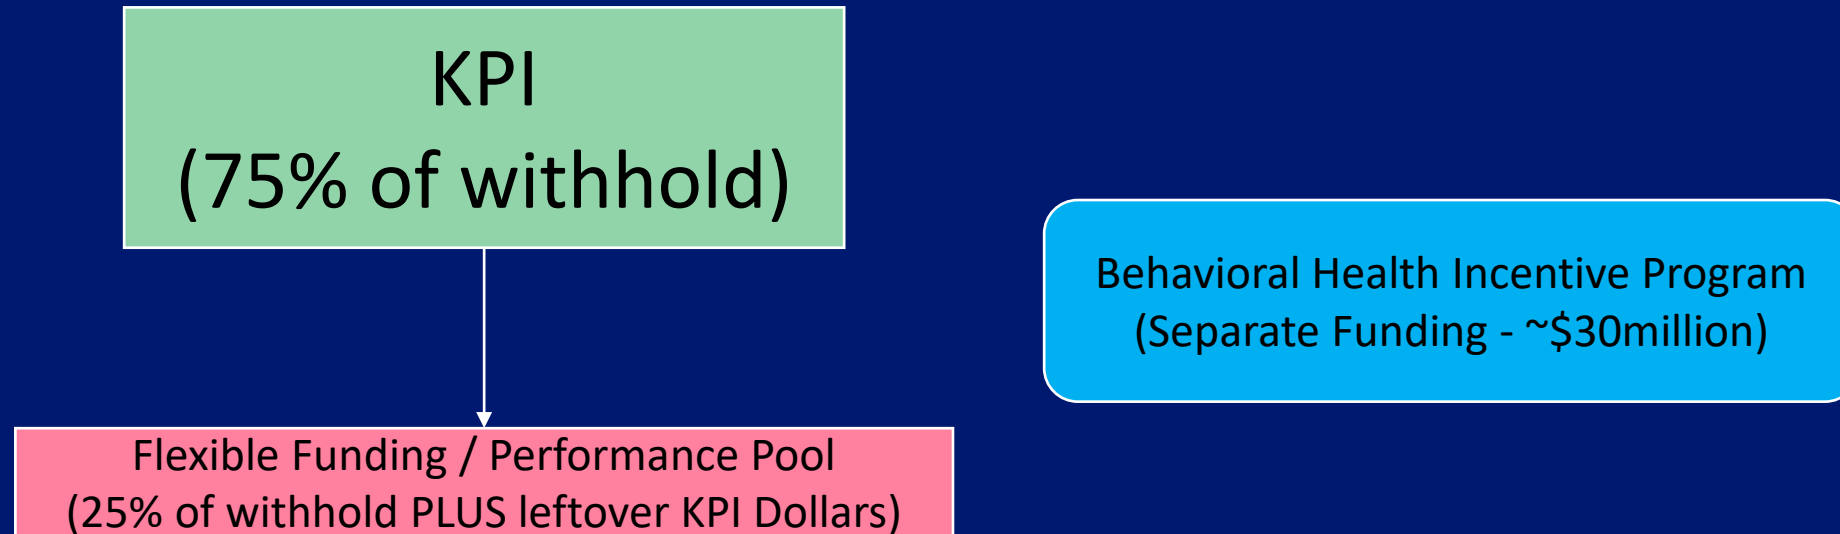 KPI
(75% of withhold)
Behavioral Health Incentive Program
(Separate Funding - ~$30million)
Flexible Funding / Performance Pool
(25% of withhold PLUS leftover KPI Dollars)